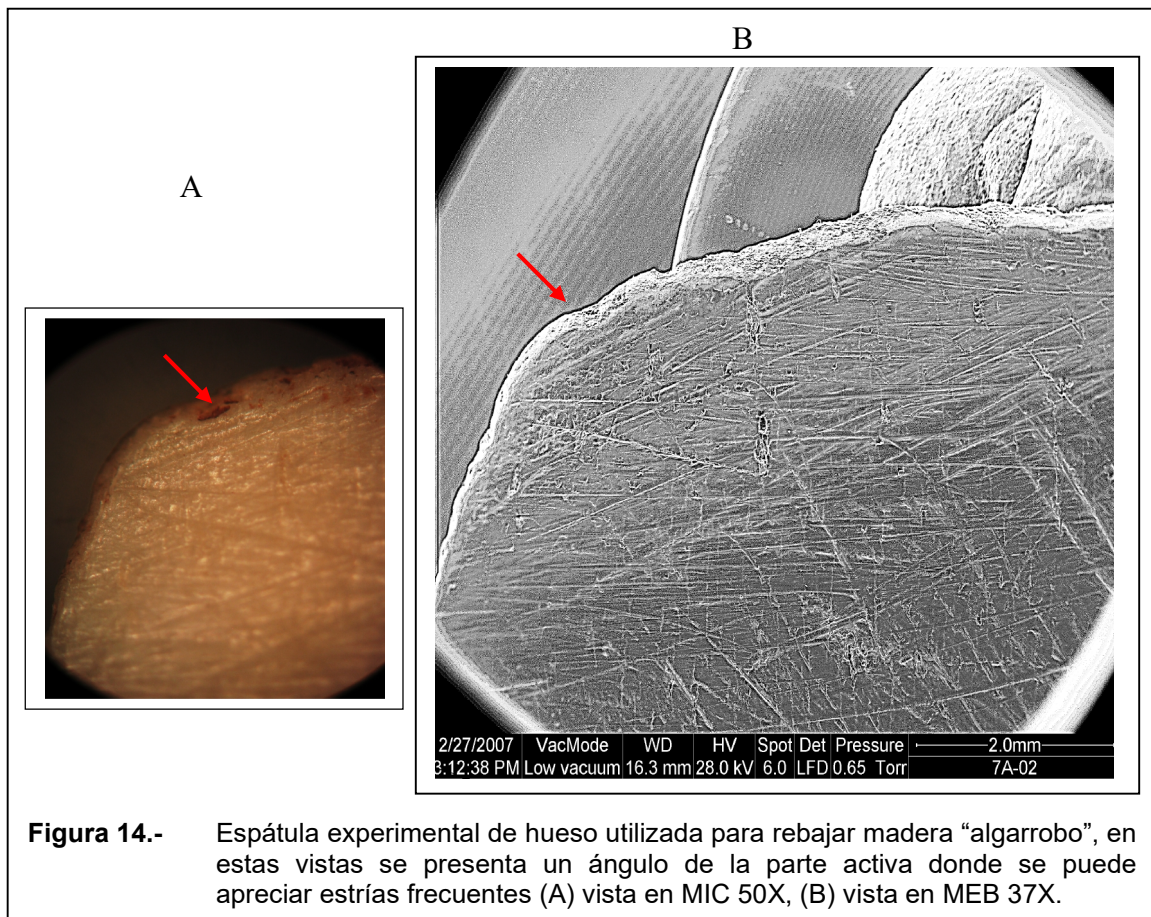 B
A
2/27/2007 VacMode WD HV Spot Det Pressure 2.0mm
3:12:38 PM Low vacuum 16.3 mm 28.0 kV 6.0 LFD 0.65 Torr 7A-02
Figura 14.- Espátula experimental de hueso utilizada para rebajar madera “algarrobo”, en
estas vistas se presenta un ángulo de la parte activa donde se puede
apreciar estrías frecuentes (A) vista en MIC 50X, (B) vista en MEB 37X.